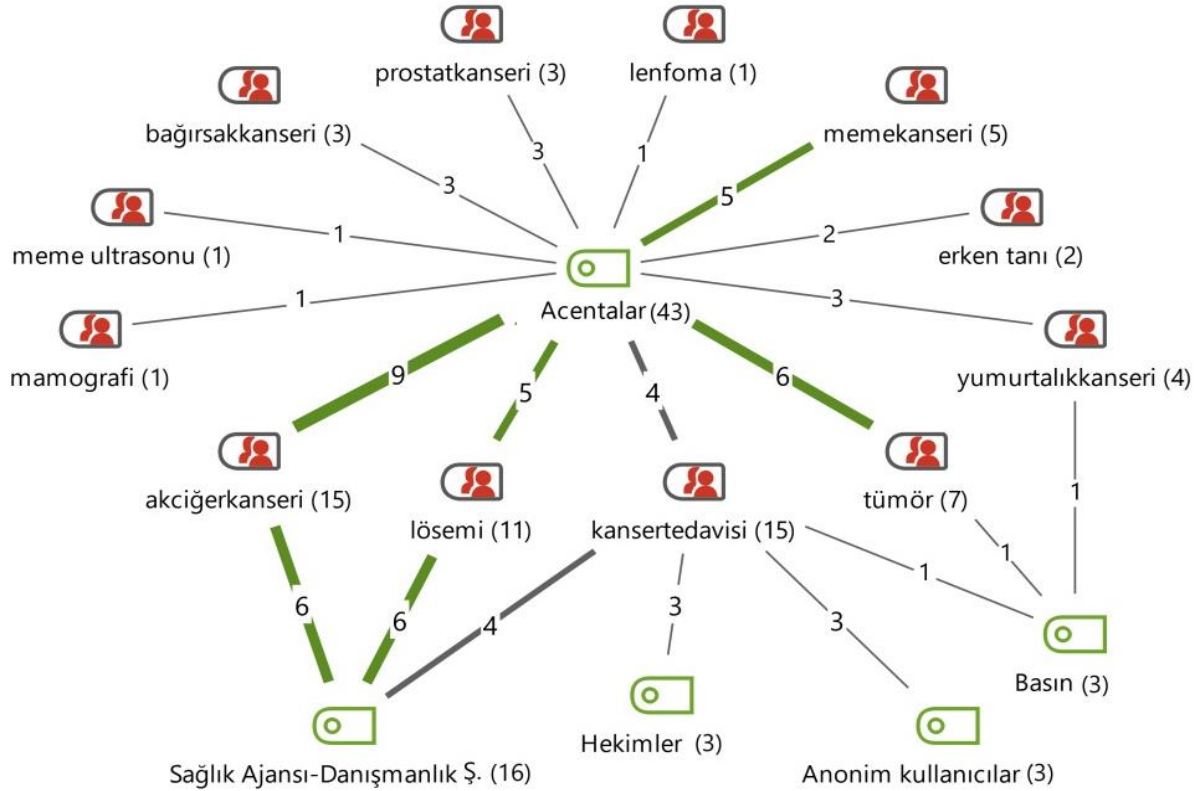 prostatkanseri (3)
lenfoma (1)
bağırsakkanseri (3)
memekanseri (5)
3
1
3
5
meme ultrasonu (1)
1
2
erken tanı (2)
Acentalar (43)
1
3
mamografi (1)
yumurtalıkkanseri (4)
9
5
4
6
akciğerkanseri (15)
lösemi (11)
kansertedavisi (15)
tümör (7)
1
1
1
6
6
4
3
3
Basın (3)
Hekimler (3)
Sağlık Ajansı-Danışmanlık Ş. (16)
Anonim kullanıcılar (3)